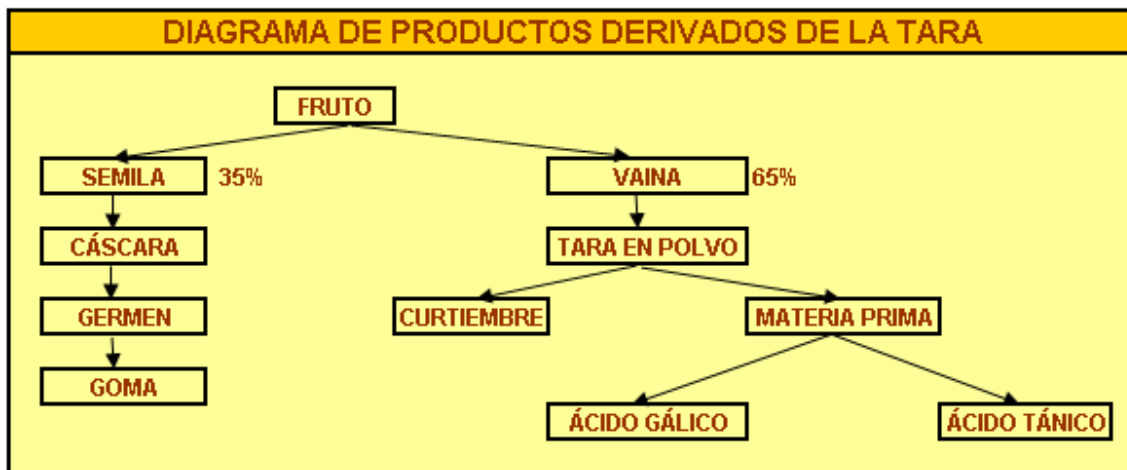 DIAGRAMA DE PRODUCTOS DERIVADOS DE LA TARA
FRUTO
SEMILA 35% VAINA 65%
CÁSCARA TARA EN POLVO
GERMEN CURTIEMBRE MATERIA PRIMA
GOMA
ÁCIDO GÁLICO ÁCIDO TÁNICO